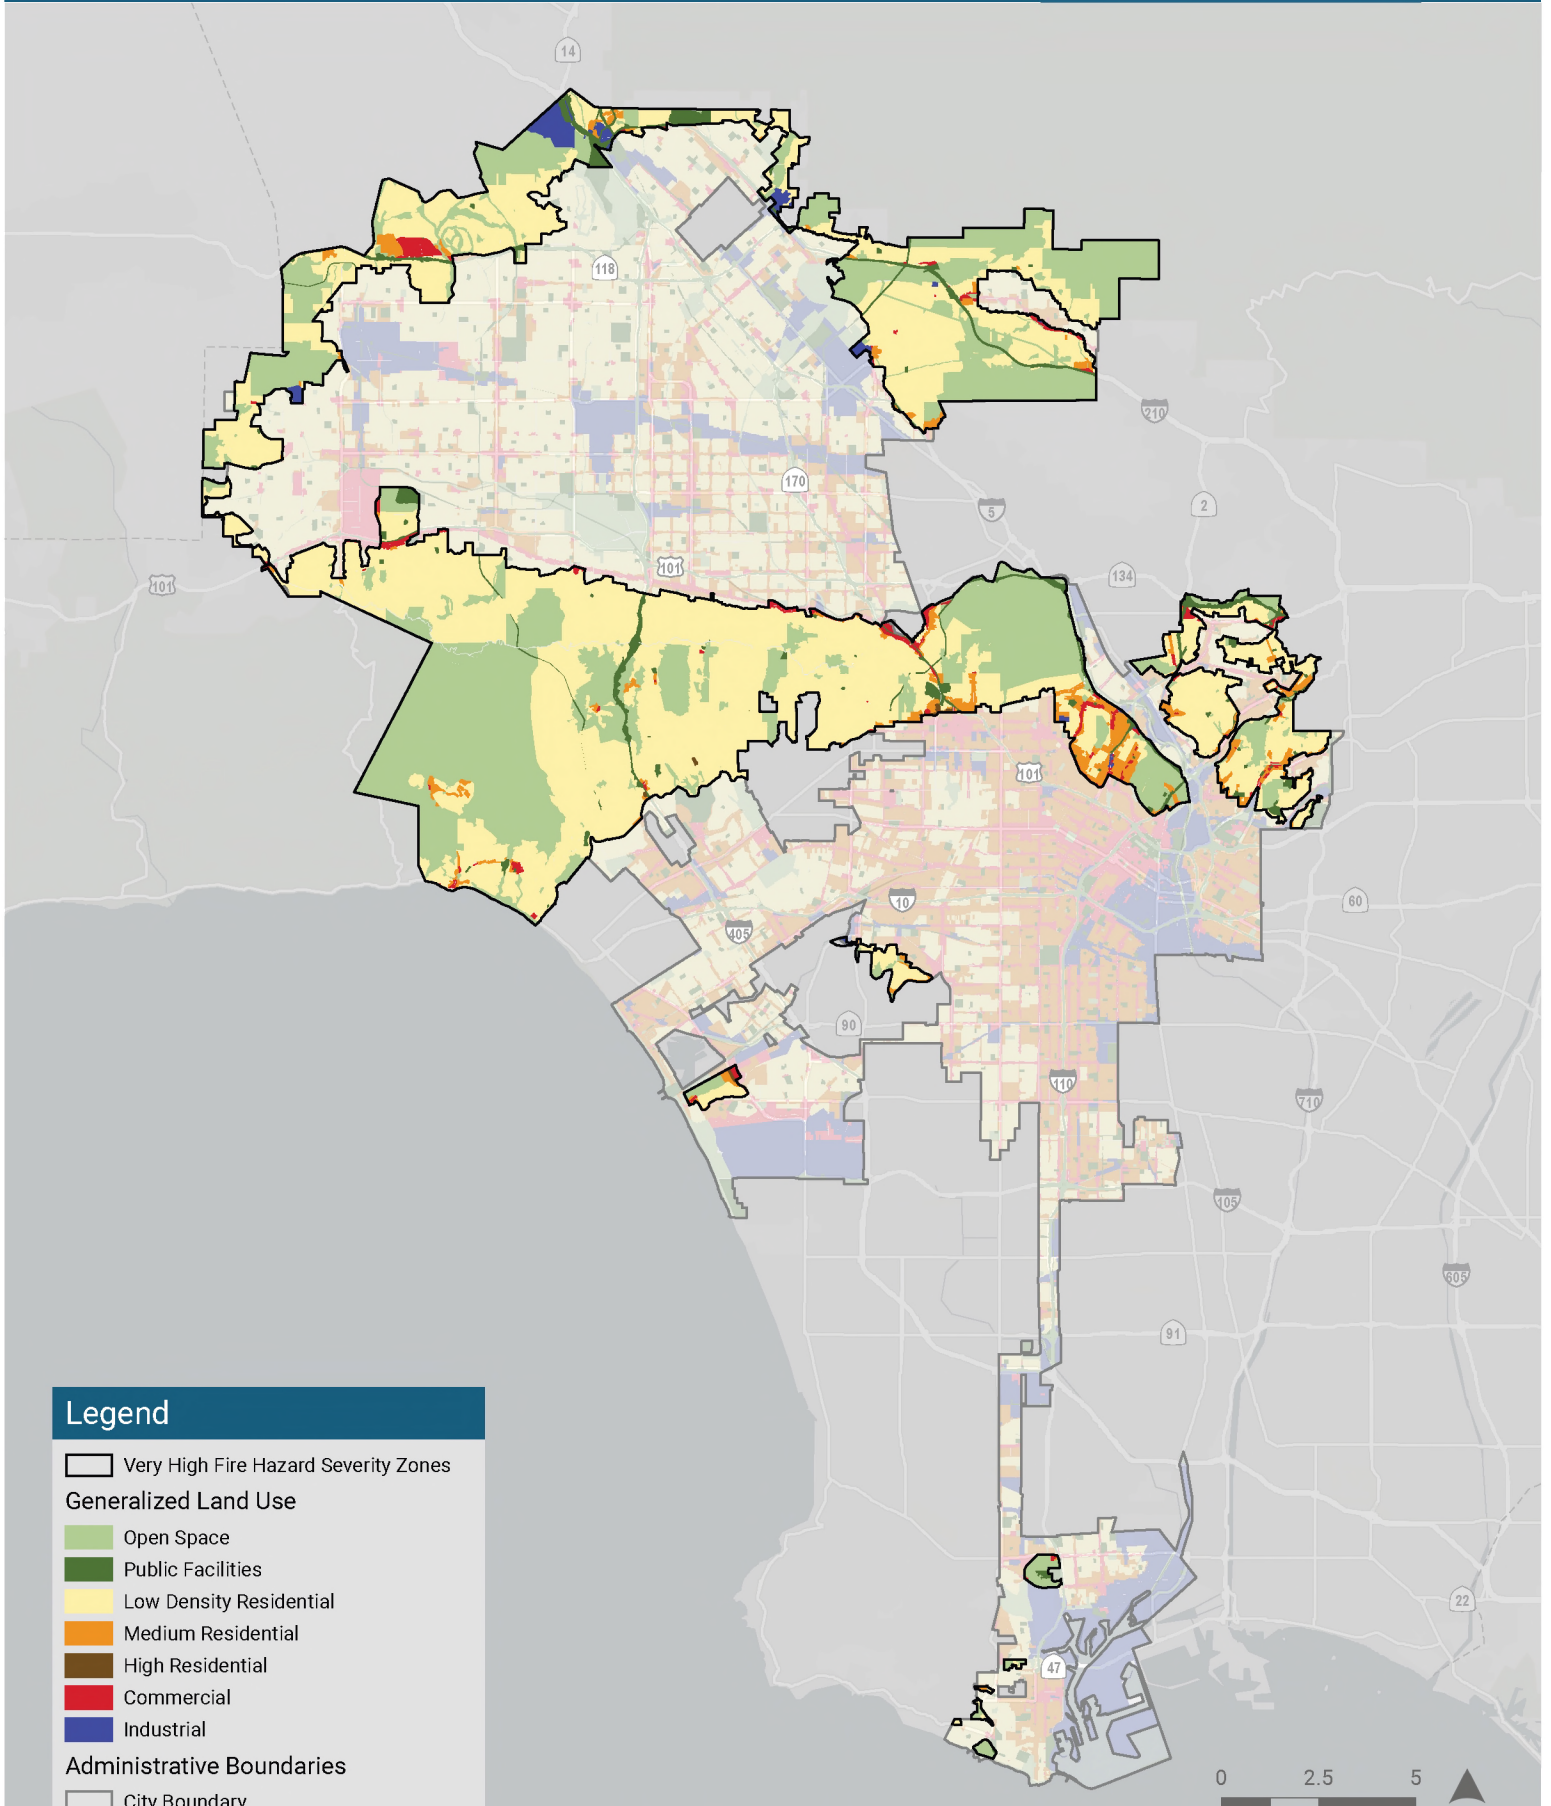 14
118
210
170
5
2
101
101
134
101
10
60
405
90
110
710
105
605
91
Legend
Very High Fire Hazard Severity Zones
Generalized Land Use
Open Space
Public Facilities
Low Density Residential
Medium Residential
High Residential
Commercial
Industrial
Administrative Boundaries
City Boundary
22
47
0 2.5 5